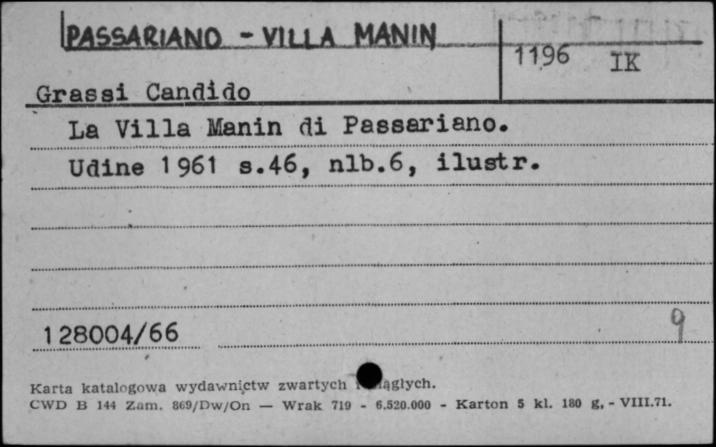 PASSARIANO - VILLA MANIN
1196 IK
Grassi Candido
La Villa Manin di Passariano.
Udine 1961 s.46, nlb.6, ilustr.
128004/66
9
Karta katalogowa wydawnictw zwartych i ciągłych.
CWD B 144 Zam. 869/Dw/On — Wrak 719 - 6.520.000 - Karton 5 kl. 180 g. - VIII.71.